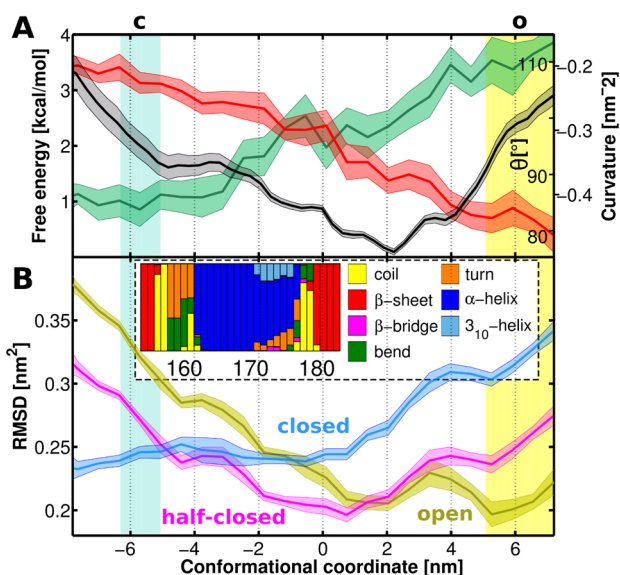 c o
A
4
3
2
1
Free energy [kcal/mol]
110
θ[°]
90
80
−0.2
−0.3
−0.4
Curvature [nm^-2]
B
coil
β−sheet
β−bridge
bend
turn
α−helix
3₁₀−helix
160 170 180
0.35
0.3
0.25
0.2
RMSD [nm²]
closed
half-closed
open
−6 −4 −2 0 2 4 6
Conformational coordinate [nm]